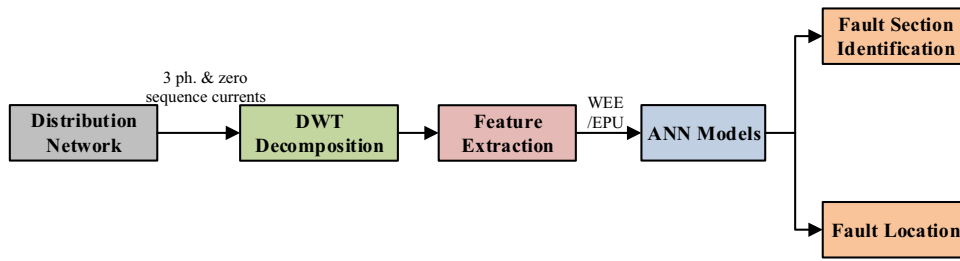 Fault Section
Identification
3 ph. & zero
sequence currents
WEE
/EPU
Distribution
Network
DWT
Decomposition
Feature
Extraction
ANN Models
Fault Location